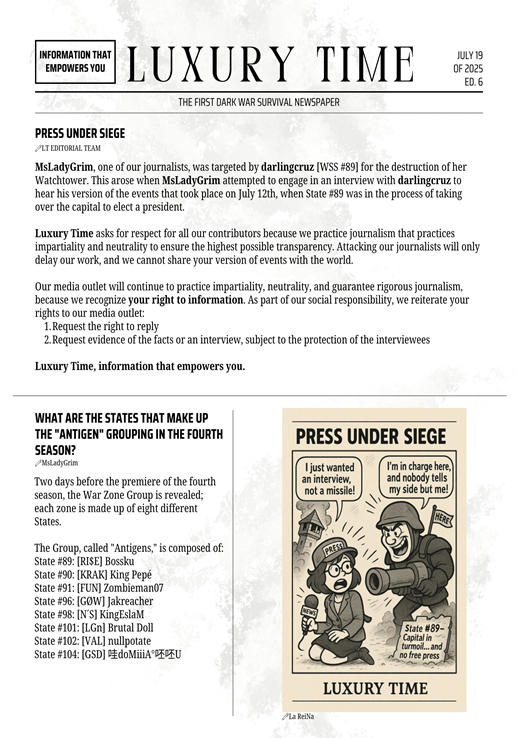 INFORMATION THAT
EMPOWERS YOU
LUXURY TIME
JULY 19
OF 2025
ED. 6
THE FIRST DARK WAR SURVIVAL NEWSPAPER
PRESS UNDER SIEGE
LT EDITORIAL TEAM
MsLadyGrim, one of our journalists, was targeted by darlingcruz [WSS #89] for the destruction of her
Watchtower. This arose when MsLadyGrim attempted to engage in an interview with darlingcruz to
hear his version of the events that took place on July 12th, when State #89 was in the process of taking
over the capital to elect a president.
Luxury Time asks for respect for all our contributors because we practice journalism that practices
impartiality and neutrality to ensure the highest possible transparency. Attacking our journalists will only
delay our work, and we cannot share your version of events with the world.
Our media outlet will continue to practice impartiality, neutrality, and guarantee rigorous journalism,
because we recognize your right to information. As part of our social responsibility, we reiterate your
rights to our media outlet:
1.Request the right to reply
2.Request evidence of the facts or an interview, subject to the protection of the interviewees
Luxury Time, information that empowers you.
WHAT ARE THE STATES THAT MAKE UP
THE "ANTIGEN" GROUPING IN THE FOURTH
SEASON?
MsLadyGrim
Two days before the premiere of the fourth
season, the War Zone Group is revealed;
each zone is made up of eight different
States.
The Group, called "Antigens," is composed of:
State #89: [RI$E] Bossku
State #90: [KRAK] King Pepé
State #91: [FUN] Zombieman07
State #96: [GØW] Jakreacher
State #98: [N´S] KingEslaM
State #101: [LGn] Brutal Doll
State #102: [VAL] nullpotate
State #104: [GSD] 哇doMiiiA°呸呸U
PRESS UNDER SIEGE
I just wanted
an interview,
not a missile!
I'm in charge here,
and nobody tells
my side but me!
HERE
PRESS
NEWS
State #89–
Capital in
turmoil... and
no free press
LUXURY TIME
La ReiNa